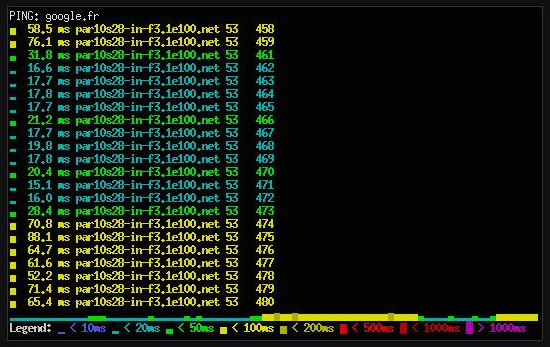 PING: google.fr
58.5 ms par10s28-in-f3.1e100.net 53 458
76.1 ms par10s28-in-f3.1e100.net 53 459
31.8 ms par10s28-in-f3.1e100.net 53 461
16.6 ms par10s28-in-f3.1e100.net 53 462
17.7 ms par10s28-in-f3.1e100.net 53 463
17.8 ms par10s28-in-f3.1e100.net 53 464
17.7 ms par10s28-in-f3.1e100.net 53 465
21.2 ms par10s28-in-f3.1e100.net 53 466
17.7 ms par10s28-in-f3.1e100.net 53 467
19.8 ms par10s28-in-f3.1e100.net 53 468
17.8 ms par10s28-in-f3.1e100.net 53 469
20.4 ms par10s28-in-f3.1e100.net 53 470
15.1 ms par10s28-in-f3.1e100.net 53 471
16.0 ms par10s28-in-f3.1e100.net 53 472
28.4 ms par10s28-in-f3.1e100.net 53 473
70.8 ms par10s28-in-f3.1e100.net 53 474
88.1 ms par10s28-in-f3.1e100.net 53 475
64.7 ms par10s28-in-f3.1e100.net 53 476
61.6 ms par10s28-in-f3.1e100.net 53 477
52.2 ms par10s28-in-f3.1e100.net 53 478
71.4 ms par10s28-in-f3.1e100.net 53 479
65.4 ms par10s28-in-f3.1e100.net 53 480
Legend: < 10ms < 20ms < 50ms < 100ms < 200ms < 500ms < 1000ms > 1000ms